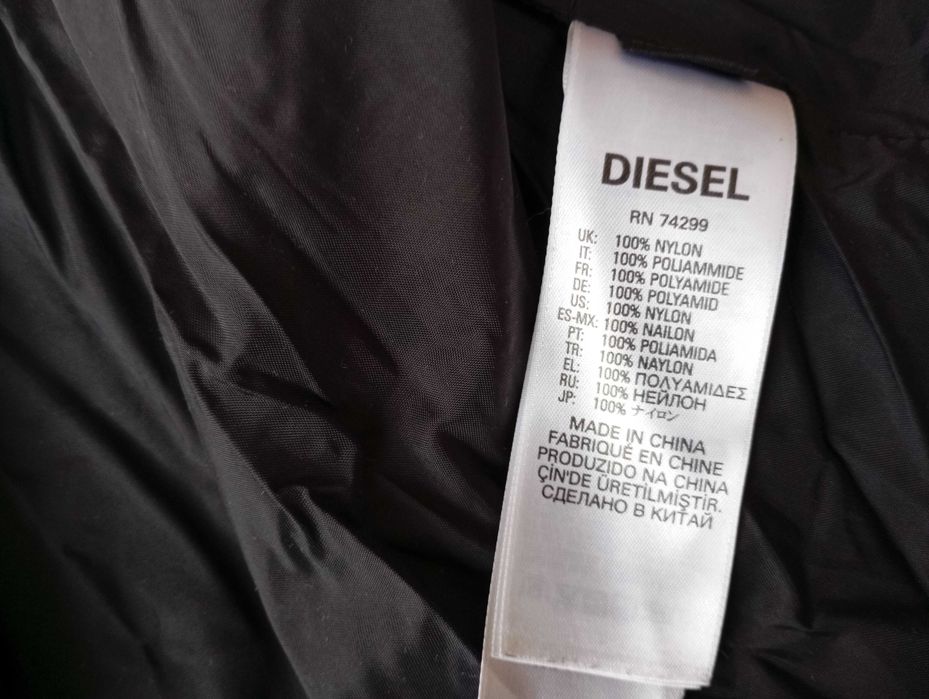 DIESEL
RN 74299
UK: 100% NYLON
IT: 100% POLIAMMIDE
FR: 100% POLYAMIDE
DE: 100% POLYAMID
US: 100% NYLON
ES-MX: 100% NAILON
PT: 100% POLIAMIDA
TR: 100% NAYLON
EL: 100% ΠΟΛΥΑΜΙΔΕΣ
RU: 100% НЕЙЛОН
JP: 100% ナイロン
MADE IN CHINA
FABRIQUÉ EN CHINE
PRODUZIDO NA CHINA
ÇİN'DE ÜRETİLMİŞTİR.
СДЕЛАНО В КИТАЙ